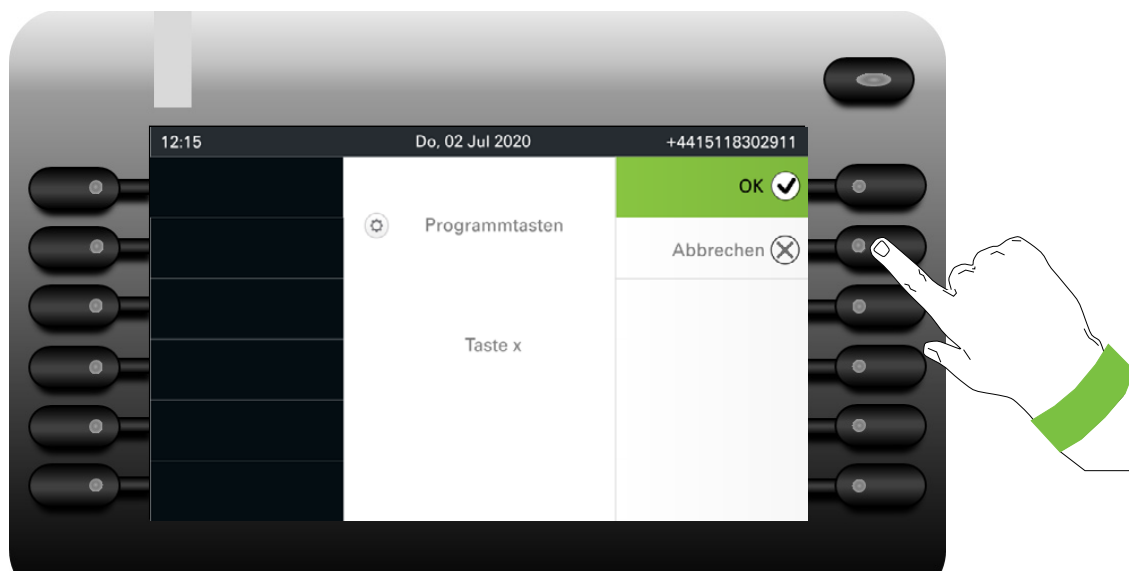 12:15 Do, 02 Jul 2020 +4415118302911
OK
Programmtasten
Abbrechen
Taste x